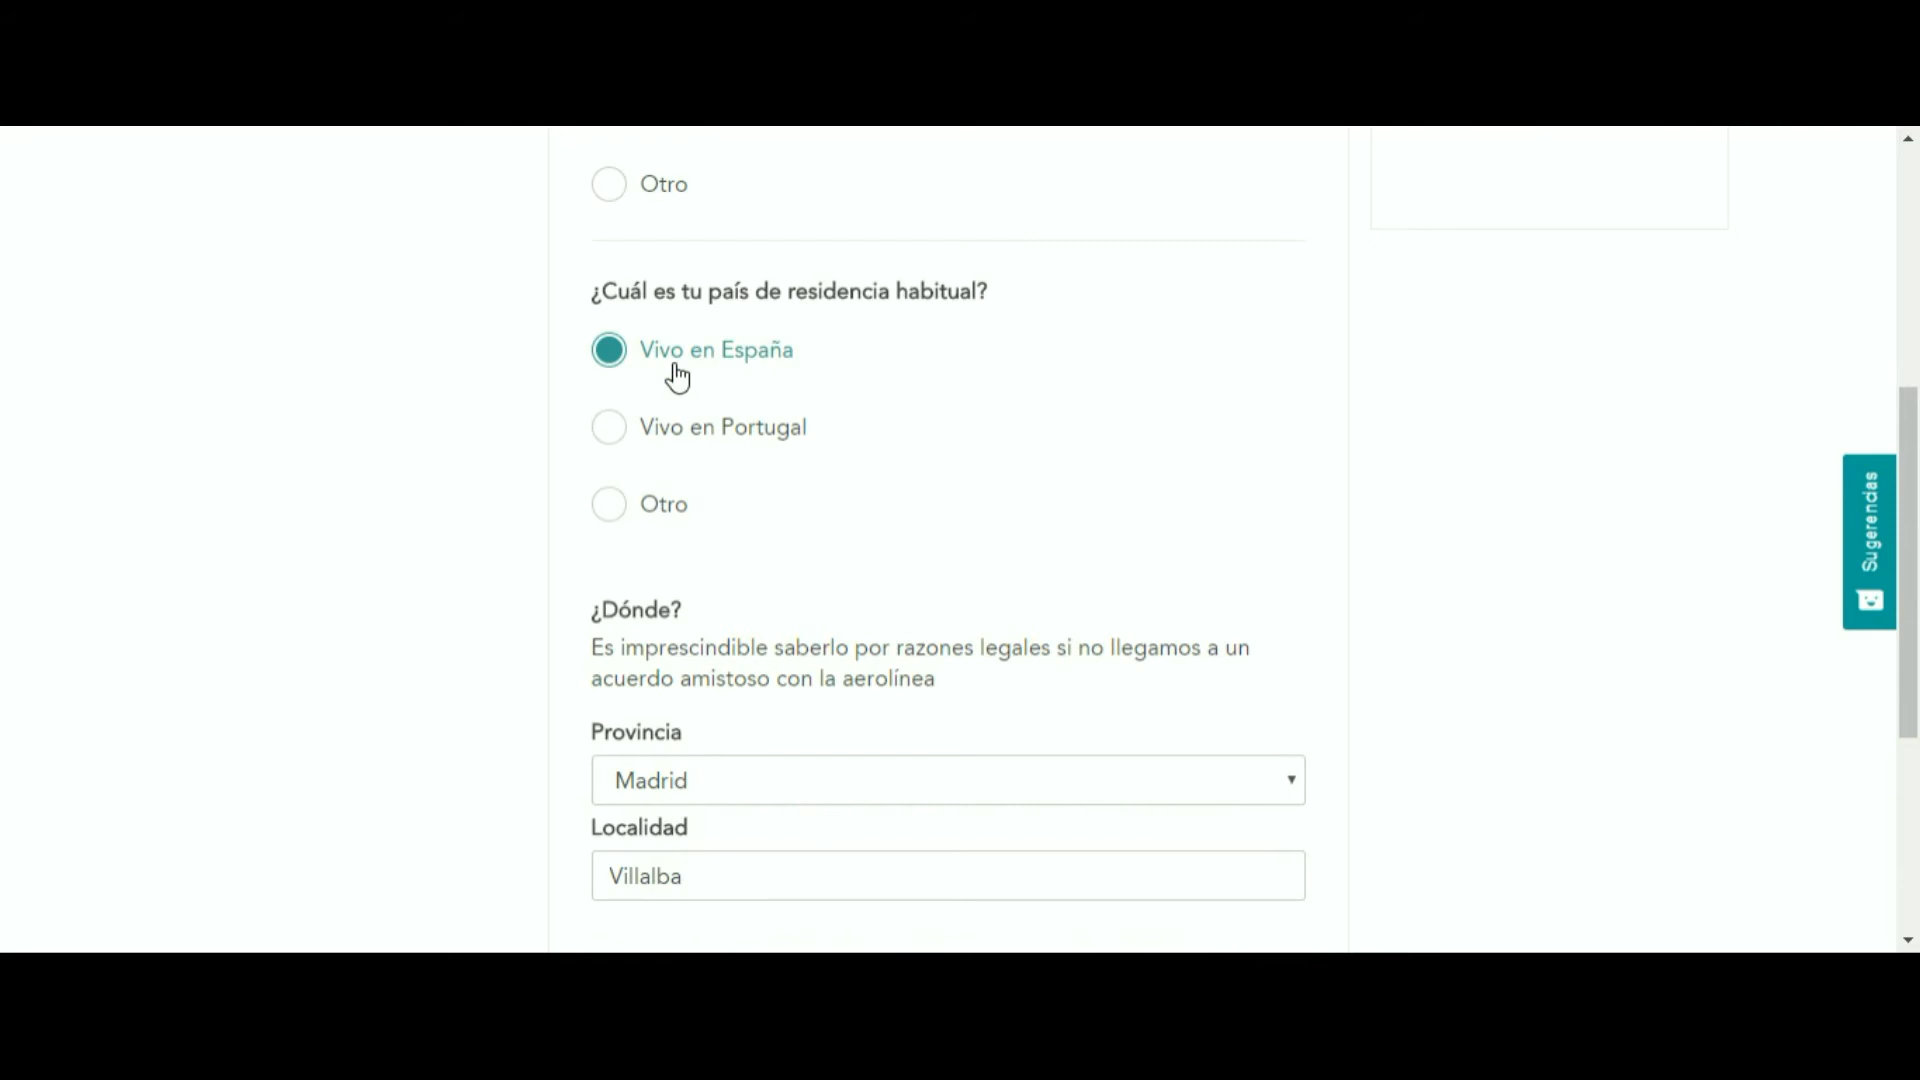 Otro
¿Cuál es tu país de residencia habitual?
Vivo en España
Vivo en Portugal
Otro
¿Dónde?
Es imprescindible saberlo por razones legales si no llegamos a un
acuerdo amistoso con la aerolínea
Provincia
Madrid
Localidad
Villalba
Sugerencias